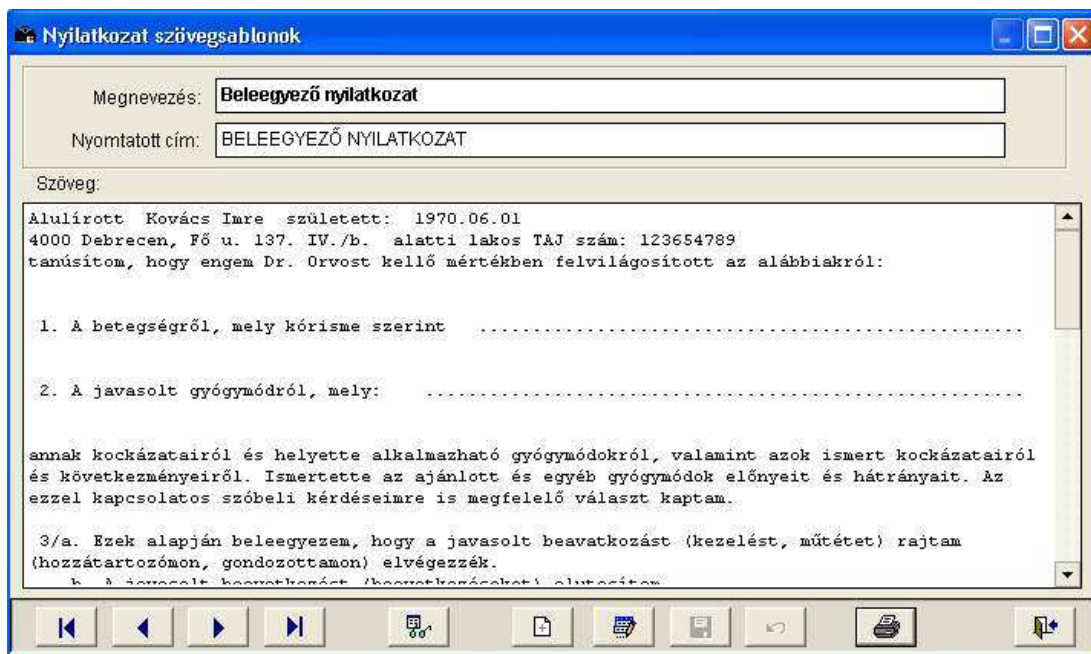 Nyilatkozat szövegsablonok
Megnevezés: Beleegyező nyilatkozat
Nyomtatott cím: BELEEGYEZŐ NYILATKOZAT
Szöveg:
Alulírott Kovács Imre született: 1970.06.01
4000 Debrecen, Fő u. 137. IV./b. alatti lakos TAJ szám: 123654789
tanúsítom, hogy engem Dr. Orvost kellő mértékben felvilágosított az alábbiakról:
1. A betegségről, mely kórisme szerint ......................................................
2. A javasolt gyógymódról, mely: ...........................................................
annak kockázatairól és helyette alkalmazható gyógymódokról, valamint azok ismert kockázatairól
és következményeiről. Ismertette az ajánlott és egyéb gyógymódok előnyeit és hátrányait. Az
ezzel kapcsolatos szóbeli kérdéseimre is megfelelő választ kaptam.
3/a. Ezek alapján beleegyezem, hogy a javasolt beavatkozást (kezelést, műtétet) rajtam
(hozzátartozómon, gondozottamon) elvégezzék.
b. A javasolt beavatkozást (beavatkozásokat) elutasítom